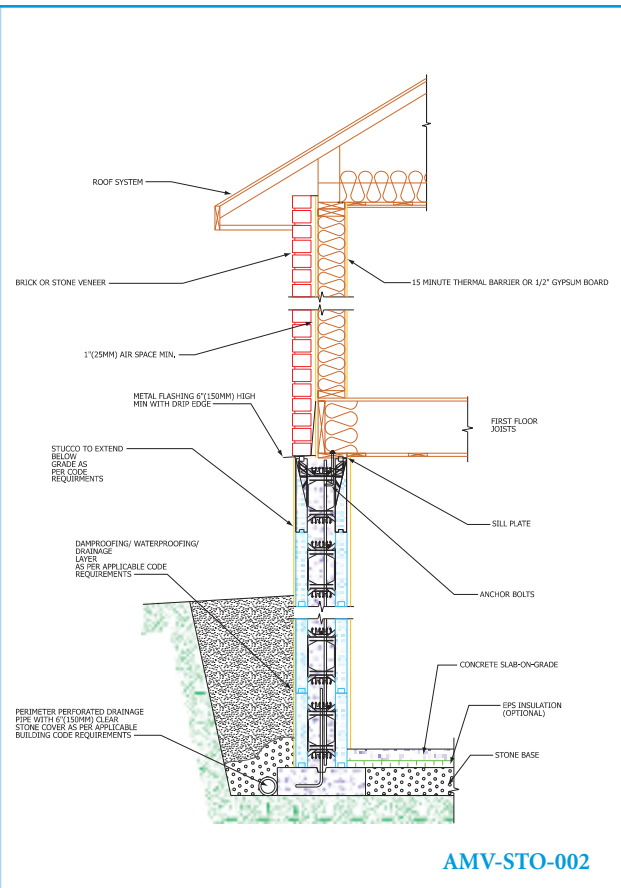 ROOF SYSTEM
BRICK OR STONE VENEER
15 MINUTE THERMAL BARRIER OR 1/2" GYPSUM BOARD
1"(25MM) AIR SPACE MIN.
METAL FLASHING 6"(150MM) HIGH
MIN WITH DRIP EDGE
FIRST FLOOR
JOISTS
STUCCO TO EXTEND
BELOW
GRADE AS
PER CODE
REQUIRMENTS
SILL PLATE
DAMPROOFING/ WATERPROOFING/
DRAINAGE
LAYER
AS PER APPLICABLE CODE
REQUIREMENTS
ANCHOR BOLTS
CONCRETE SLAB-ON-GRADE
EPS INSULATION
(OPTIONAL)
PERIMETER PERFORATED DRAINAGE
PIPE WITH 6"(150MM) CLEAR
STONE COVER AS PER APPLICABLE
BUILDING CODE REQUIREMENTS
STONE BASE
AMV-STO-002